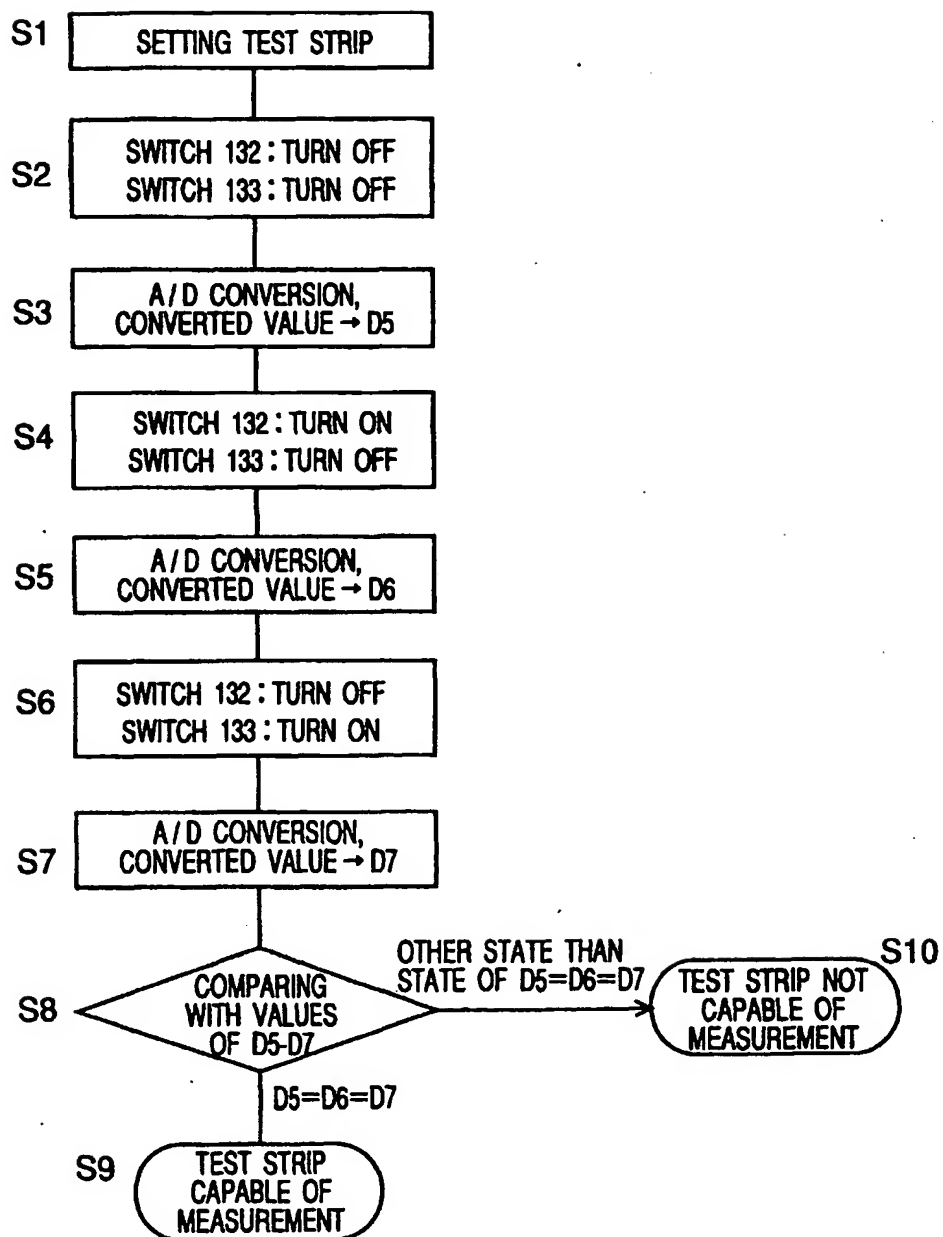 S1
SETTING TEST STRIP
S2
SWITCH 132 : TURN OFF
SWITCH 133 : TURN OFF
S3
A/D CONVERSION,
CONVERTED VALUE → D5
S4
SWITCH 132 : TURN ON
SWITCH 133 : TURN OFF
S5
A/D CONVERSION,
CONVERTED VALUE → D6
S6
SWITCH 132 : TURN OFF
SWITCH 133 : TURN ON
S7
A/D CONVERSION,
CONVERTED VALUE → D7
S8
COMPARING
WITH VALUES
OF D5-D7
OTHER STATE THAN
STATE OF D5=D6=D7
S10
TEST STRIP NOT
CAPABLE OF
MEASUREMENT
D5=D6=D7
S9
TEST STRIP
CAPABLE OF
MEASUREMENT